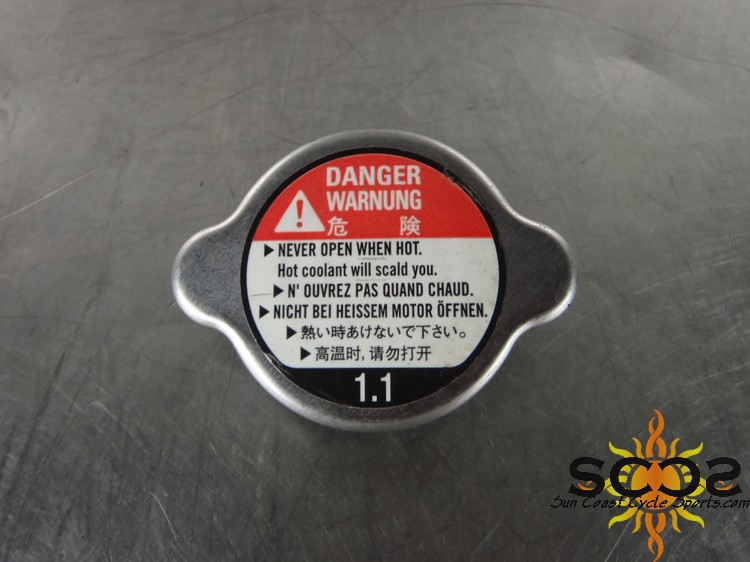 DANGER
WARNUNG
危 険
▶ NEVER OPEN WHEN HOT.
Hot coolant will scald you.
▶ N' OUVREZ PAS QUAND CHAUD.
▶ NICHT BEI HEISSEM MOTOR ÖFFNEN.
▶ 熱い時あけないで下さい。
▶ 高温时, 请勿打开
1.1
SCCS
Sun Coast Cycle Sports.com